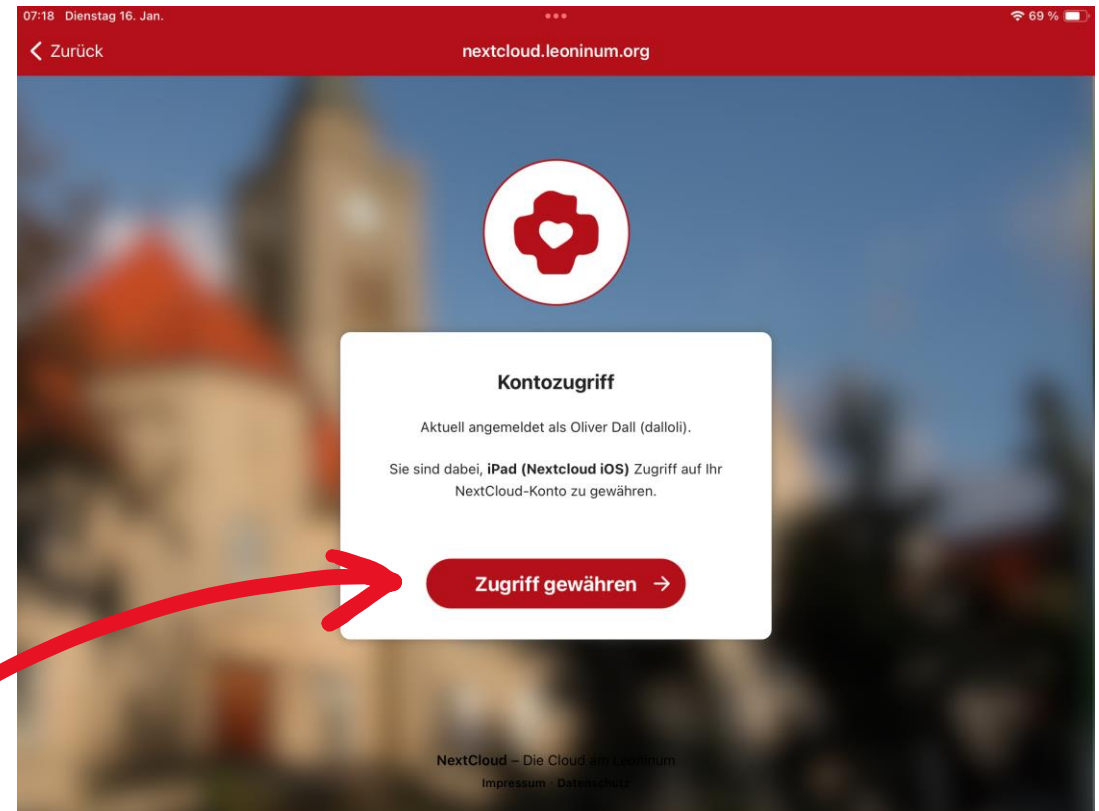 07:18 Dienstag 16. Jan.
69 %
Zurück
nextcloud.leoninum.org
Kontozugriff
Aktuell angemeldet als Oliver Dall (dalloli).
Sie sind dabei, iPad (Nextcloud iOS) Zugriff auf Ihr
NextCloud-Konto zu gewähren.
Zugriff gewähren
NextCloud – Die Cloud am Leoninum
Impressum · Datenschutz